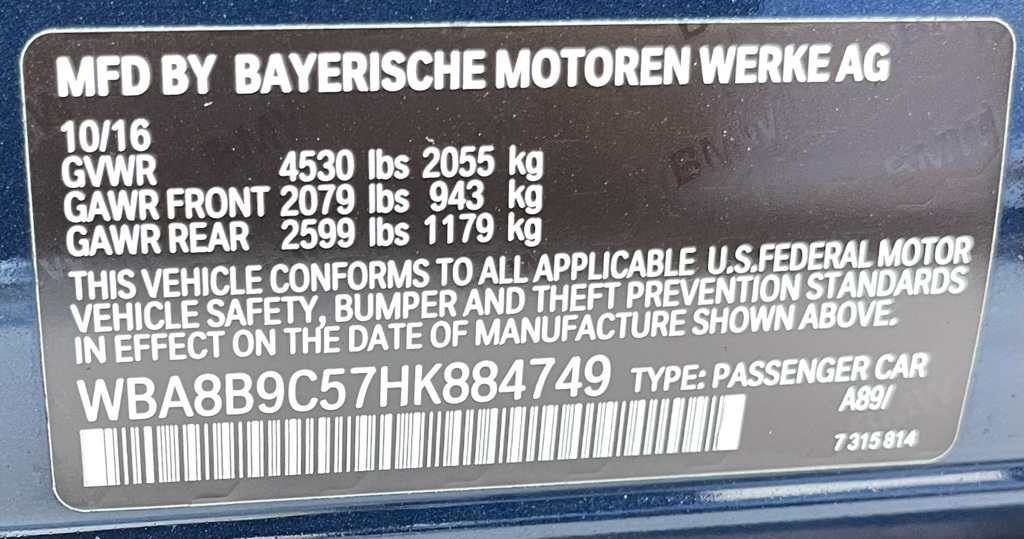 MFD BY BAYERISCHE MOTOREN WERKE AG
10/16
GVWR 4530 lbs 2055 kg
GAWR FRONT 2079 lbs 943 kg
GAWR REAR 2599 lbs 1179 kg
THIS VEHICLE CONFORMS TO ALL APPLICABLE U.S.FEDERAL MOTOR
VEHICLE SAFETY, BUMPER AND THEFT PREVENTION STANDARDS
IN EFFECT ON THE DATE OF MANUFACTURE SHOWN ABOVE.
WBA8B9C57HK884749 TYPE: PASSENGER CAR
A89/
7 315 814